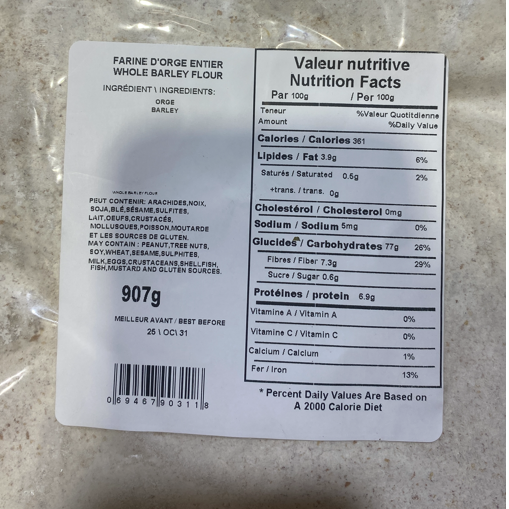 FARINE D'ORGE ENTIER
WHOLE BARLEY FLOUR
INGRÉDIENT \ INGREDIENTS:
ORGE
BARLEY
WHOLE BARLEY FLOUR
PEUT CONTENIR: ARACHIDES,NOIX,
SOJA,BLÉ,SÉSAME,SULFITES,
LAIT,OEUFS,CRUSTACÉS,
MOLLUSQUES,POISSON,MOUTARDE
ET LES SOURCES DE GLUTEN.
MAY CONTAIN : PEANUT,TREE NUTS,
SOY,WHEAT,SESAME,SULPHITES,
MILK,EGGS,CRUSTACEANS,SHELLFISH,
FISH,MUSTARD AND GLUTEN SOURCES.
907g
MEILLEUR AVANT / BEST BEFORE
25 \ OC\ 31
0 69467 90311 8
Valeur nutritive
Nutrition Facts
Par 100g / Per 100g
Teneur %Valeur Quotitdienne
Amount %Daily Value
Calories / Calories 361
Lipides / Fat 3.9g 6%
Saturés / Saturated 0.5g 2%
+trans. / trans. 0g
Cholestérol / Cholesterol 0mg
Sodium / Sodium 5mg 0%
Glucides / Carbohydrates 77g 26%
Fibres / Fiber 7.3g 29%
Sucre / Sugar 0.6g
Protéines / protein 6.9g
Vitamine A / Vitamin A 0%
Vitamine C / Vitamin C 0%
Calcium / Calcium 1%
Fer / Iron 13%
* Percent Daily Values Are Based on
A 2000 Calorie Diet